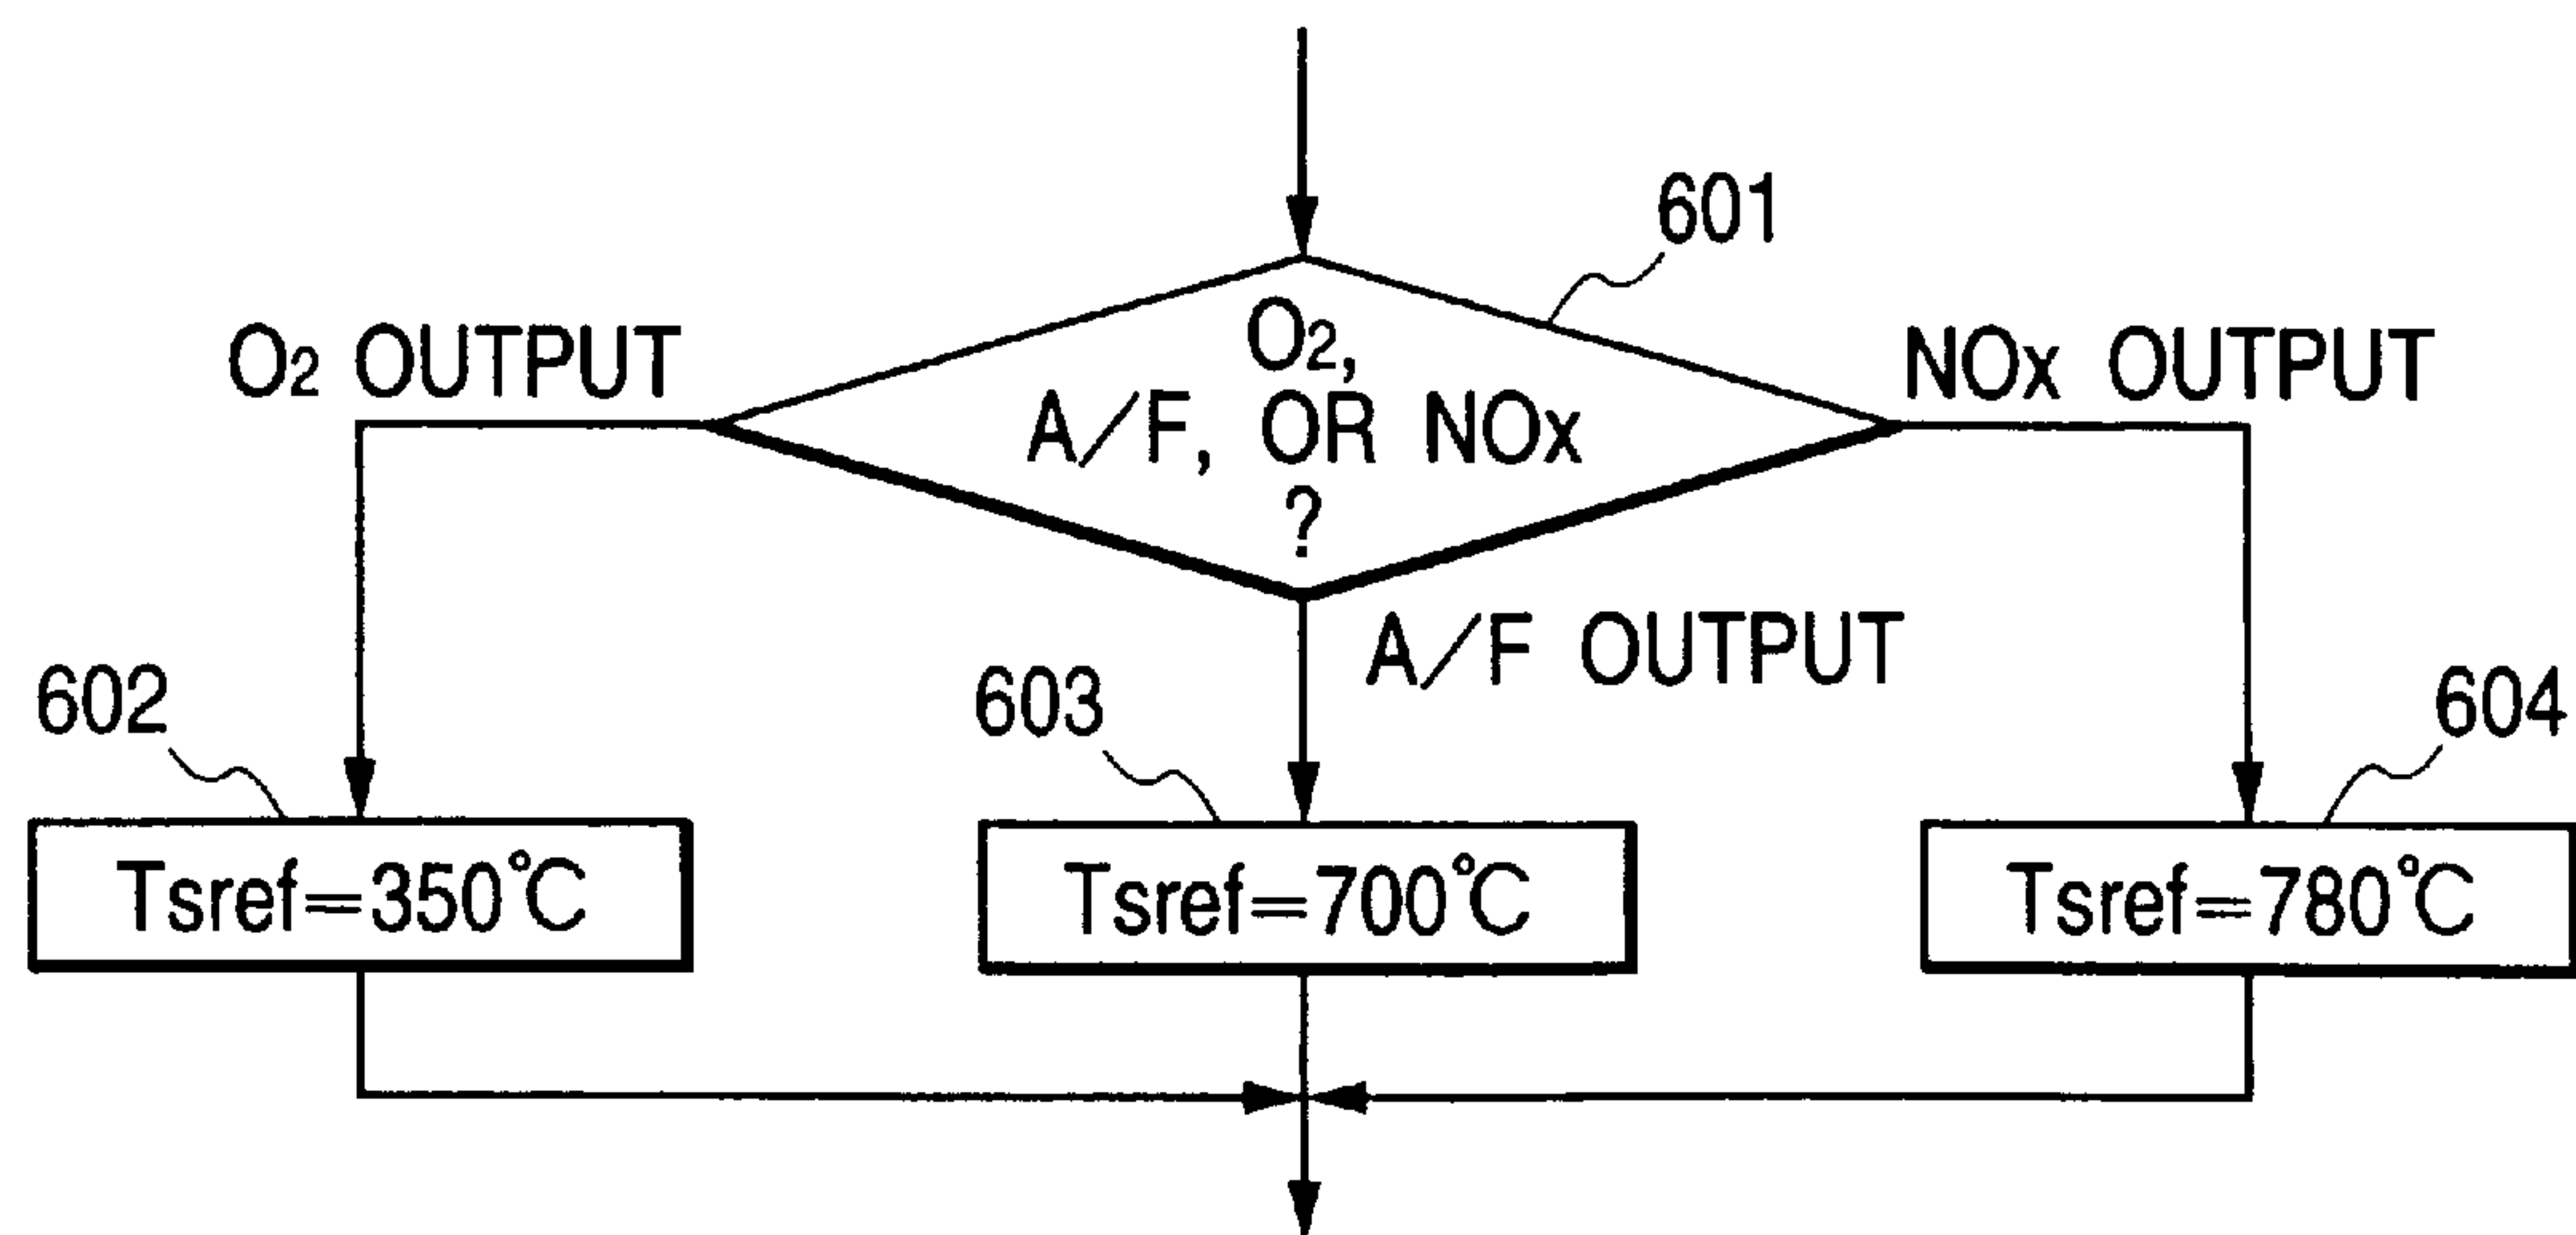 601
O2 OUTPUT
O2,
A/F, OR NOx
?
NOx OUTPUT
A/F OUTPUT
602
603
604
Tsref=350°C
Tsref=700°C
Tsref=780°C